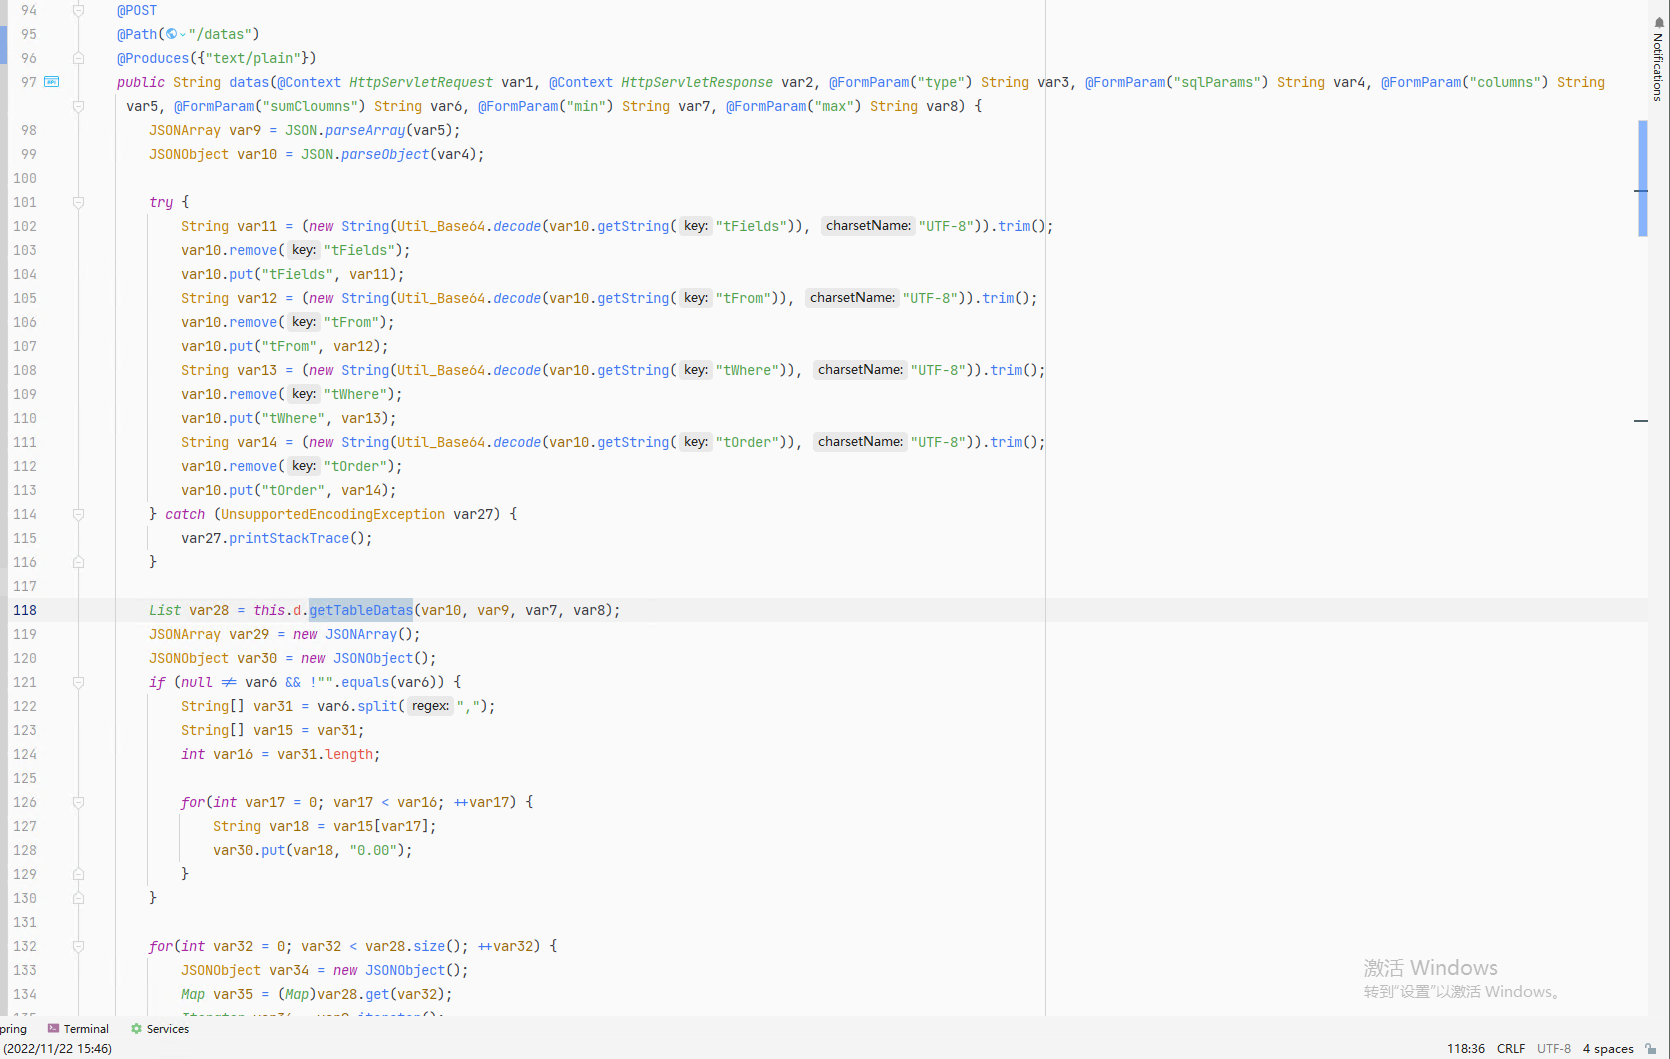 94 @POST
95 @Path("/datas")
96 @Produces({"text/plain"})
97 public String datas(@Context HttpServletRequest var1, @Context HttpServletResponse var2, @FormParam("type") String var3, @FormParam("sqlParams") String var4, @FormParam("columns") String
var5, @FormParam("sumCloumns") String var6, @FormParam("min") String var7, @FormParam("max") String var8) {
98 JSONArray var9 = JSON.parseArray(var5);
99 JSONObject var10 = JSON.parseObject(var4);
100
101 try {
102 String var11 = (new String(Util_Base64.decode(var10.getString( key: "tFields")), charsetName: "UTF-8")).trim();
103 var10.remove( key: "tFields");
104 var10.put("tFields", var11);
105 String var12 = (new String(Util_Base64.decode(var10.getString( key: "tFrom")), charsetName: "UTF-8")).trim();
106 var10.remove( key: "tFrom");
107 var10.put("tFrom", var12);
108 String var13 = (new String(Util_Base64.decode(var10.getString( key: "tWhere")), charsetName: "UTF-8")).trim();
109 var10.remove( key: "tWhere");
110 var10.put("tWhere", var13);
111 String var14 = (new String(Util_Base64.decode(var10.getString( key: "tOrder")), charsetName: "UTF-8")).trim();
112 var10.remove( key: "tOrder");
113 var10.put("tOrder", var14);
114 } catch (UnsupportedEncodingException var27) {
115 var27.printStackTrace();
116 }
117
118 List var28 = this.d.getTableDatas(var10, var9, var7, var8);
119 JSONArray var29 = new JSONArray();
120 JSONObject var30 = new JSONObject();
121 if (null ≠ var6 && !"".equals(var6)) {
122 String[] var31 = var6.split( regex: ",");
123 String[] var15 = var31;
124 int var16 = var31.length;
125
126 for(int var17 = 0; var17 < var16; ++var17) {
127 String var18 = var15[var17];
128 var30.put(var18, "0.00");
129 }
130 }
131
132 for(int var32 = 0; var32 < var28.size(); ++var32) {
133 JSONObject var34 = new JSONObject();
134 Map var35 = (Map)var28.get(var32);
Notifications
激活 Windows
转到“设置”以激活 Windows。
pring Terminal Services
(2022/11/22 15:46) 118:36 CRLF UTF-8 4 spaces